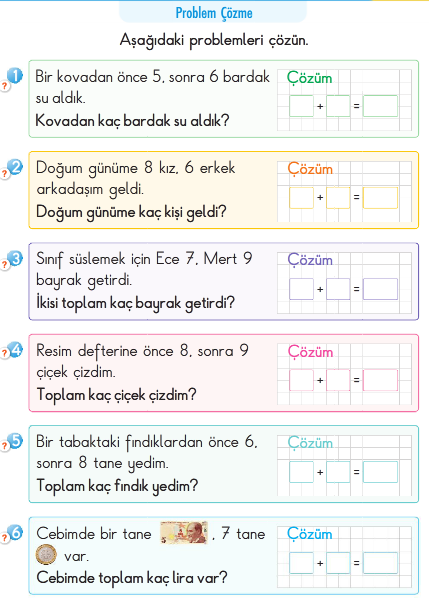 Problem Çözme
Aşağıdaki problemleri çözün.
1
?
Bir kovadan önce 5, sonra 6 bardak
su aldık.
Kovadan kaç bardak su aldık?
Çözüm
+ =
2
?
Doğum günüme 8 kız, 6 erkek
arkadaşım geldi.
Doğum günüme kaç kişi geldi?
Çözüm
+ =
3
?
Sınıf süslemek için Ece 7, Mert 9
bayrak getirdi.
İkisi toplam kaç bayrak getirdi?
Çözüm
+ =
4
?
Resim defterine önce 8, sonra 9
çiçek çizdim.
Toplam kaç çiçek çizdim?
Çözüm
+ =
5
?
Bir tabaktaki fındıklardan önce 6,
sonra 8 tane yedim.
Toplam kaç fındık yedim?
Çözüm
+ =
6
?
Cebimde bir tane 5 , 7 tane
var.
Cebimde toplam kaç lira var?
Çözüm
+ =